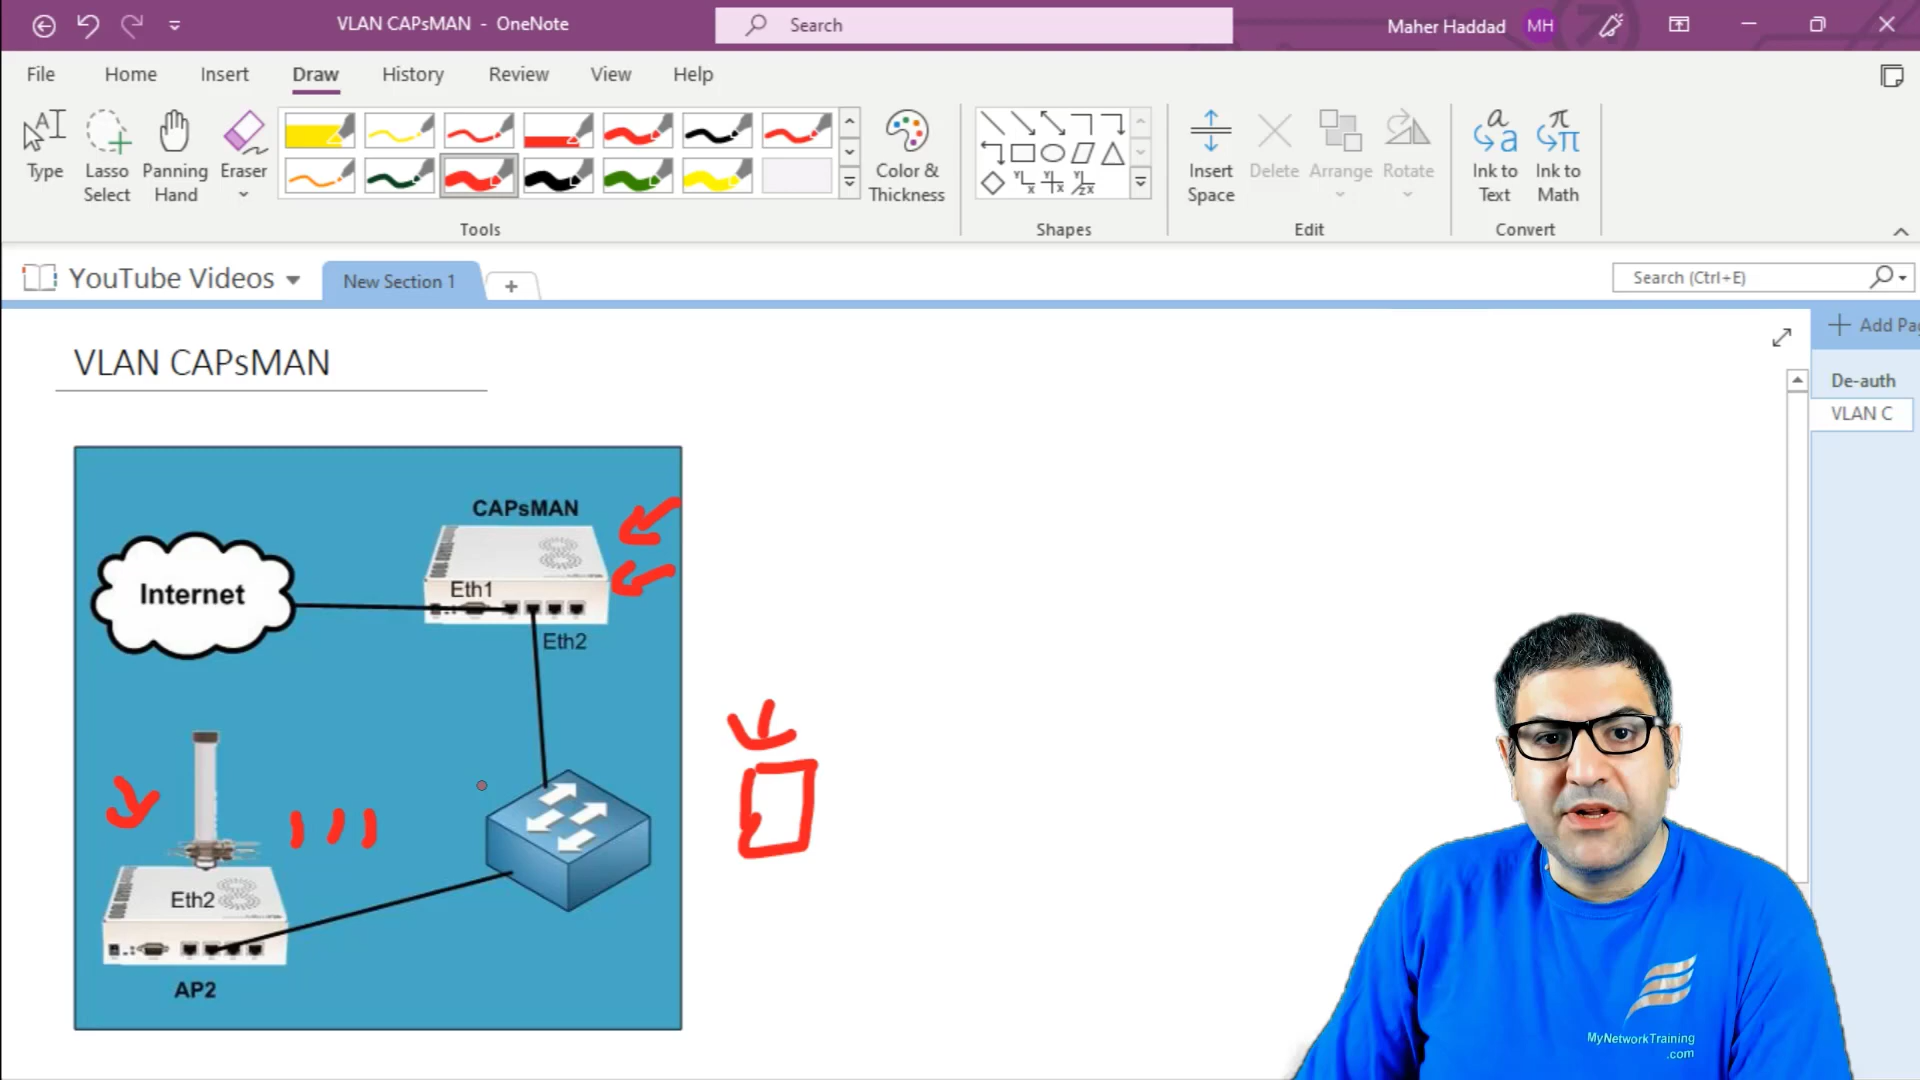 VLAN CAPsMAN - OneNote
Search
Maher Haddad
MH
File
Home
Insert
Draw
History
Review
View
Help
Type
Lasso
Select
Panning
Hand
Eraser
Color &
Thickness
Insert
Space
Delete
Arrange
Rotate
Ink to
Text
Ink to
Math
Tools
Shapes
Edit
Convert
YouTube Videos
New Section 1
Search (Ctrl+E)
Add Pag
De-auth
VLAN C
VLAN CAPsMAN
CAPsMAN
Internet
Eth1
Eth2
Eth2
AP2
MyNetworkTraining
.com